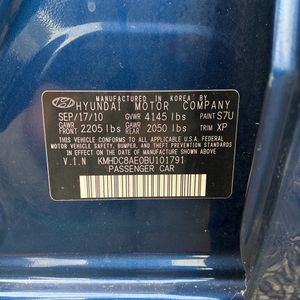 MANUFACTURED IN KOREA BY
HYUNDAI MOTOR COMPANY
SEP/17/10 GVWR 4145 lbs PAINT S7U
GAWR FRONT 2205 lbs GAWR REAR 2050 lbs TRIM XP
THIS VEHICLE CONFORMS TO ALL APPLICABLE
FEDERAL MOTOR VEHICLE SAFETY, BUMPER, AND
THEFT PREVENTION STANDARDS IN EFFECT ON
THE DATE OF MANUFACTURE SHOWN ABOVE.
V.I.N KMHDC8AE0BU101791
PASSENGER CAR